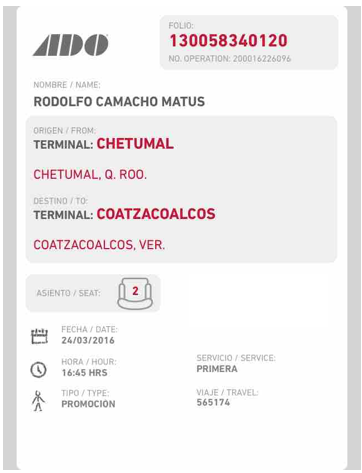 ADO
FOLIO:
130058340120
NO. OPERATION: 200016226096
NOMBRE / NAME:
RODOLFO CAMACHO MATUS
ORIGEN / FROM:
TERMINAL: CHETUMAL
CHETUMAL, Q. ROO.
DESTINO / TO:
TERMINAL: COATZACOALCOS
COATZACOALCOS, VER.
ASIENTO / SEAT: 2
FECHA / DATE:
24/03/2016
HORA / HOUR:
16:45 HRS
SERVICIO / SERVICE:
PRIMERA
TIPO / TYPE:
PROMOCIÓN
VIAJE / TRAVEL:
565174